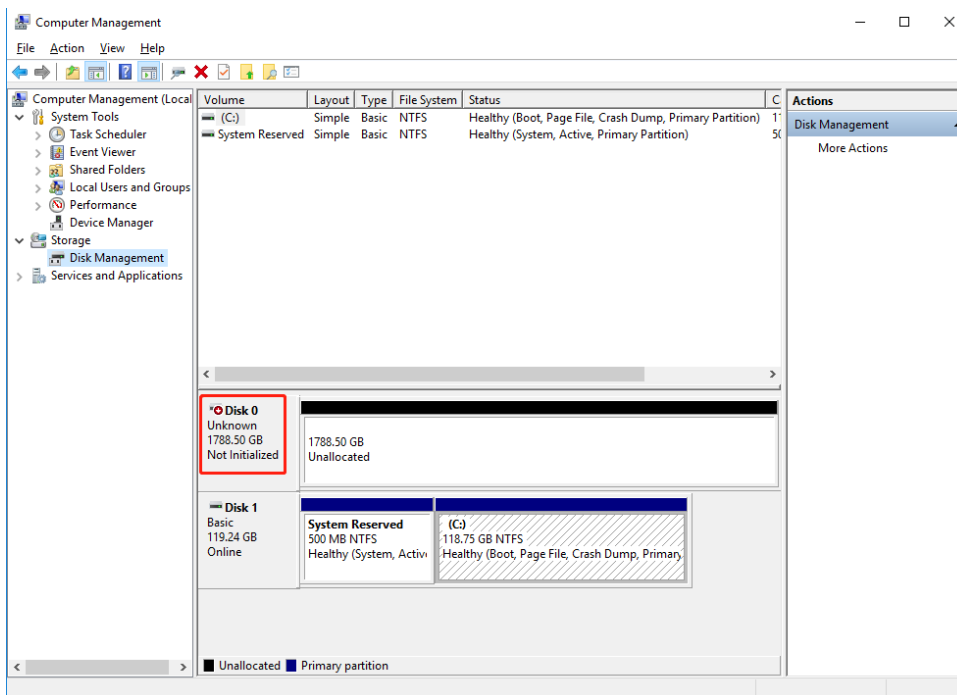 Computer Management
File Action View Help
Computer Management (Local
System Tools
Task Scheduler
Event Viewer
Shared Folders
Local Users and Groups
Performance
Device Manager
Storage
Disk Management
Services and Applications
Volume Layout Type File System Status C
(C:) Simple Basic NTFS Healthy (Boot, Page File, Crash Dump, Primary Partition) 1
System Reserved Simple Basic NTFS Healthy (System, Active, Primary Partition) 50
Disk 0
Unknown
1788.50 GB
Not Initialized
1788.50 GB
Unallocated
Disk 1
Basic
119.24 GB
Online
System Reserved
500 MB NTFS
Healthy (System, Active
(C:)
118.75 GB NTFS
Healthy (Boot, Page File, Crash Dump, Primary
Unallocated Primary partition
Actions
Disk Management
More Actions